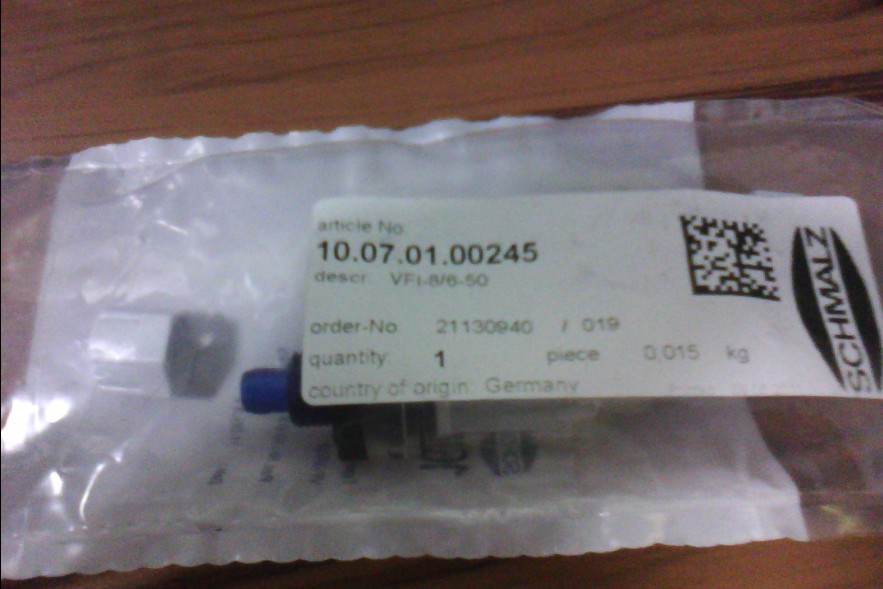 article No.
10.07.01.00245
descr. VFI-8/6-50
order-No 21130940 / 019
quantity: 1 piece 0,015 kg
country of origin: Germany
SCHMALZ